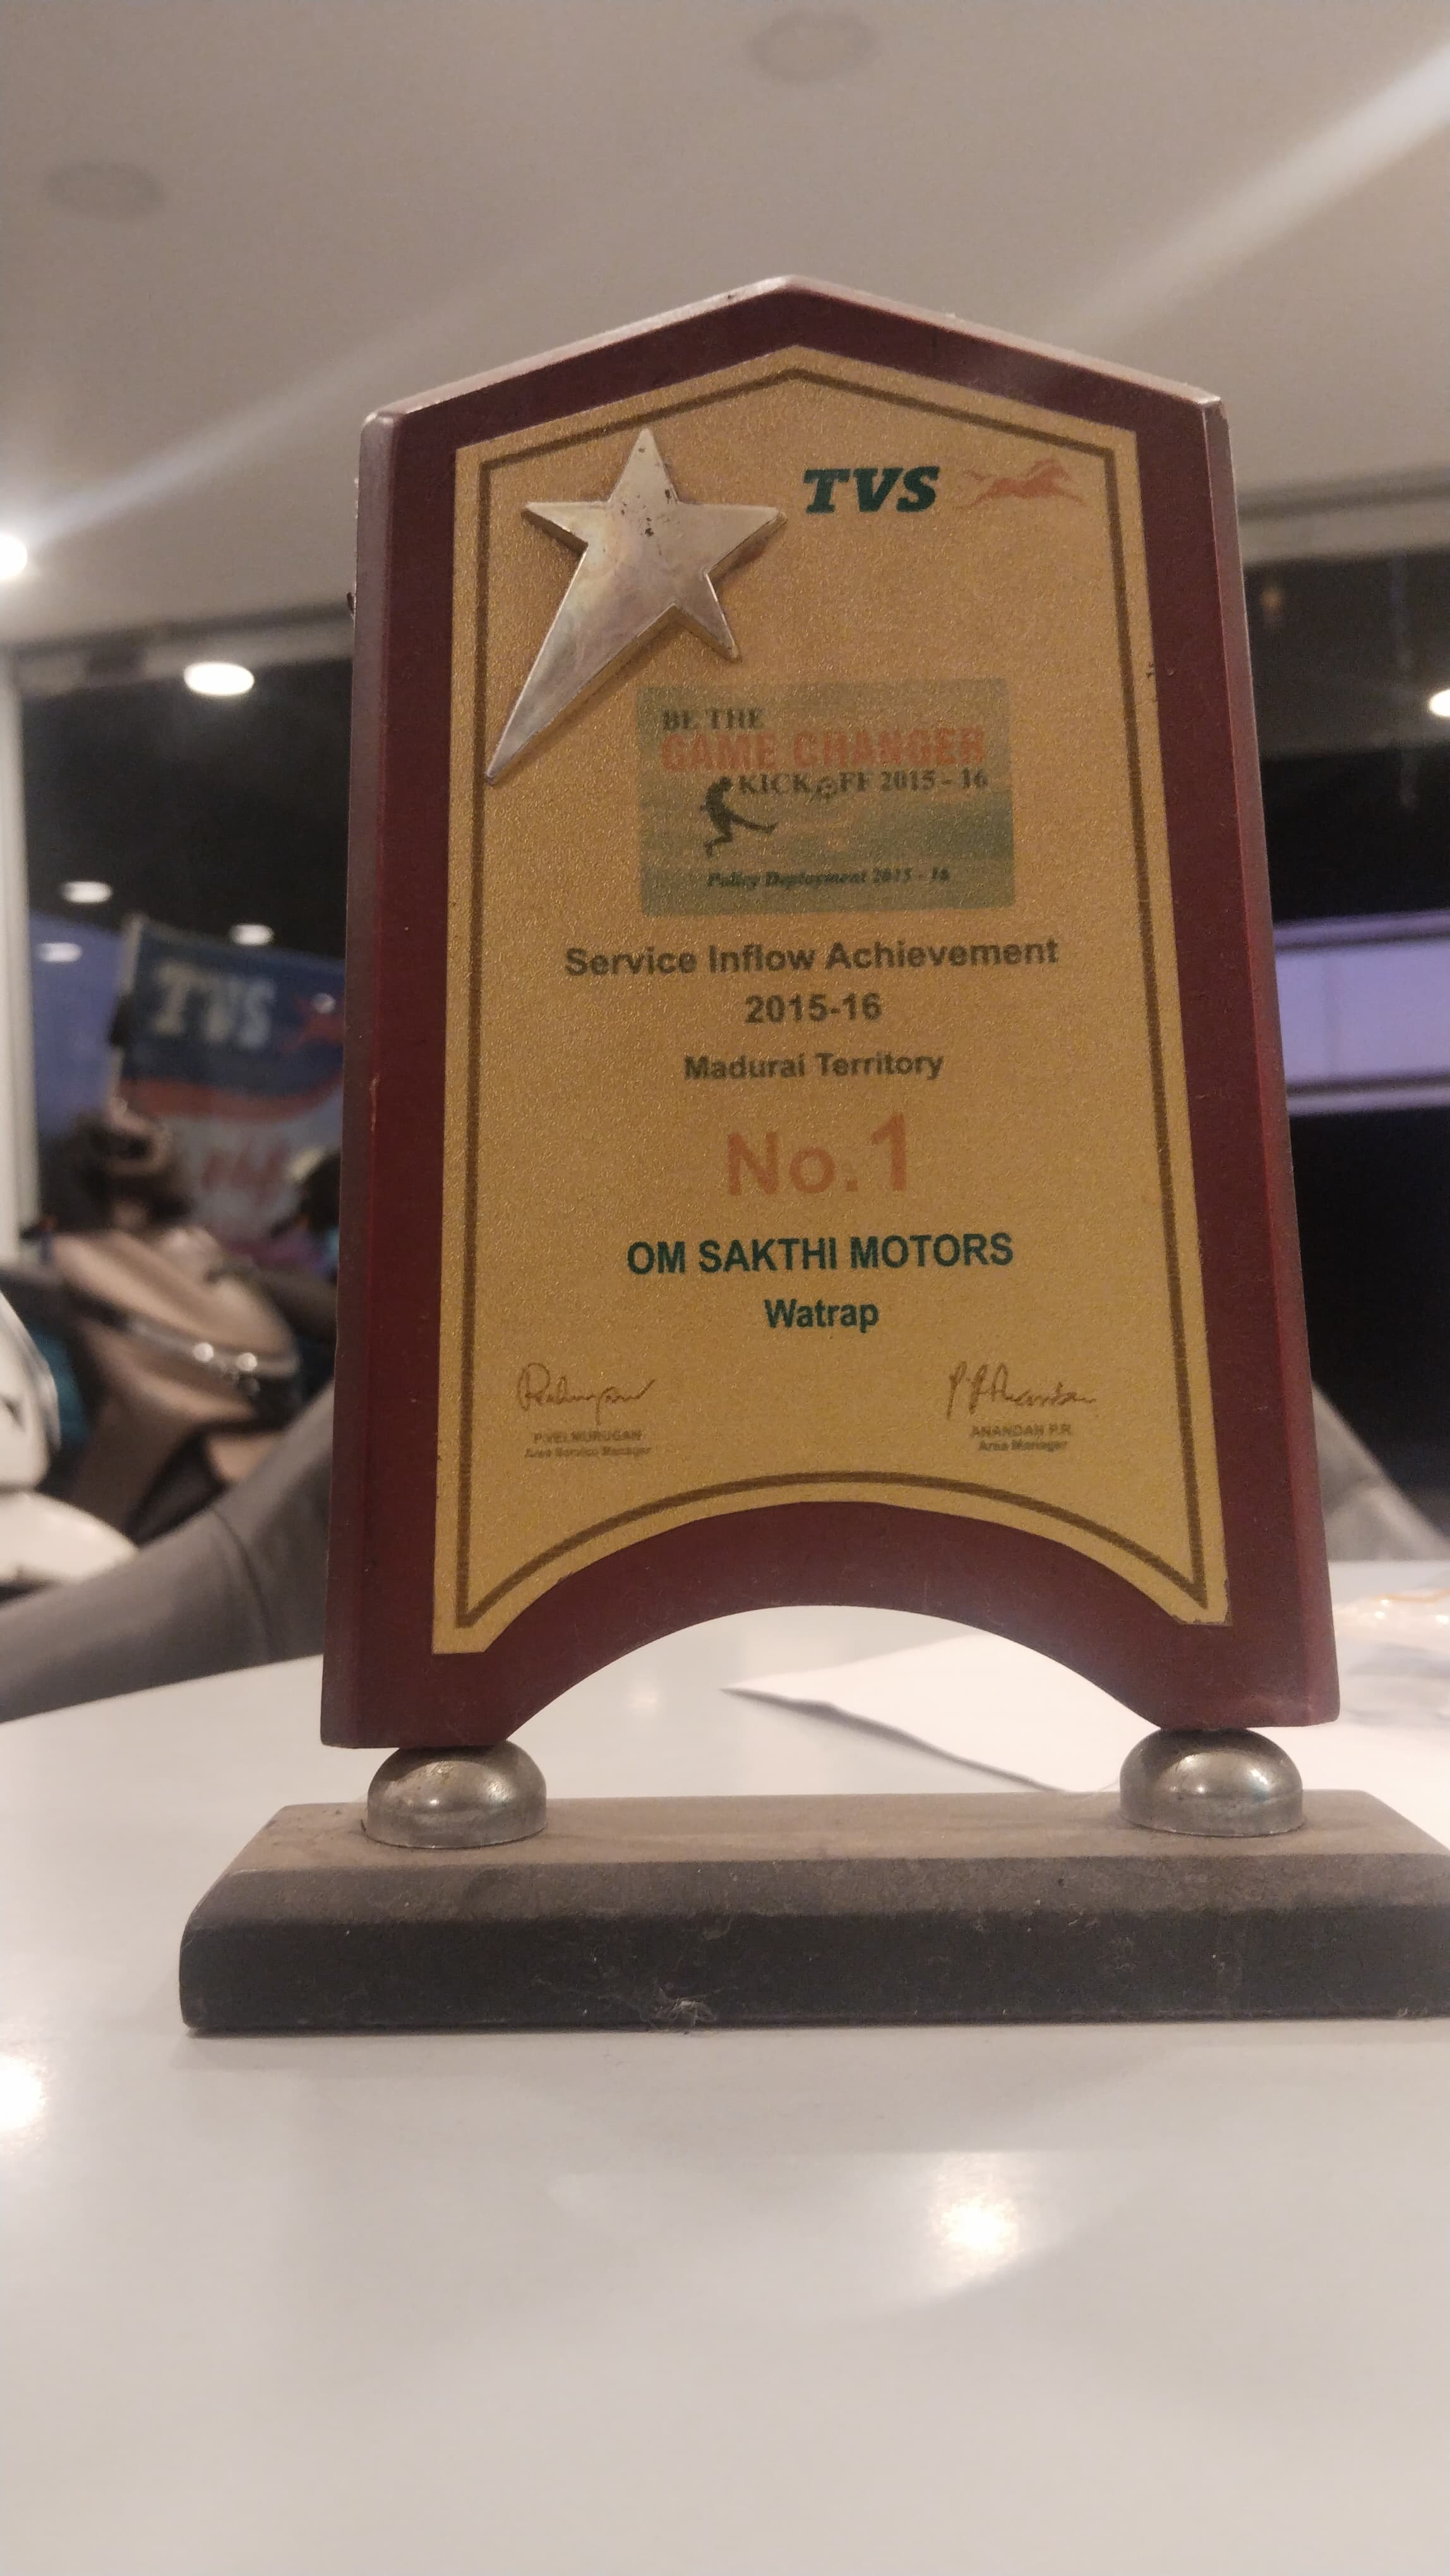 TVS
BE THE
GAME CHANGER
KICK OFF 2015 - 16
Policy Deployment 2015 - 16
Service Inflow Achievement
2015-16
Madurai Territory
No.1
OM SAKTHI MOTORS
Watrap
P.VELMURUGAN
Area Service Manager
ANANDAN P.R
Area Manager
TVS